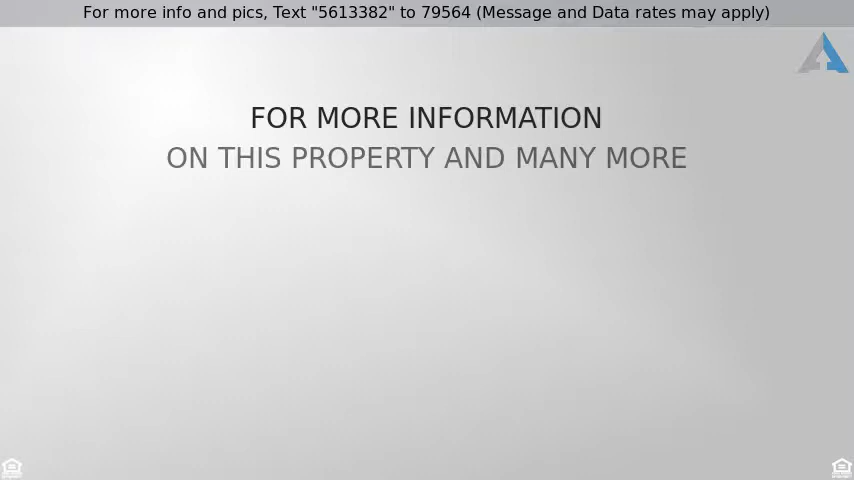 For more info and pics, Text "5613382" to 79564 (Message and Data rates may apply)
FOR MORE INFORMATION
ON THIS PROPERTY AND MANY MORE